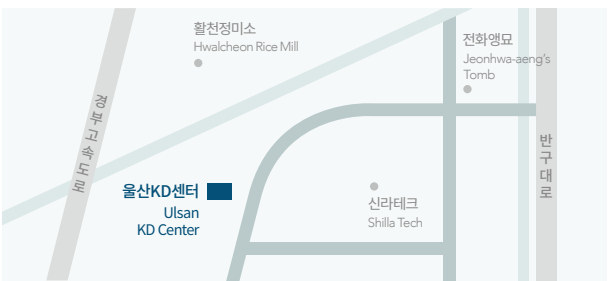 활천정미소
Hwalcheon Rice Mill
전화앵묘
Jeonhwa-aeng's
Tomb
경부고속도로
반구대로
울산KD센터
Ulsan
KD Center
신라테크
Shilla Tech